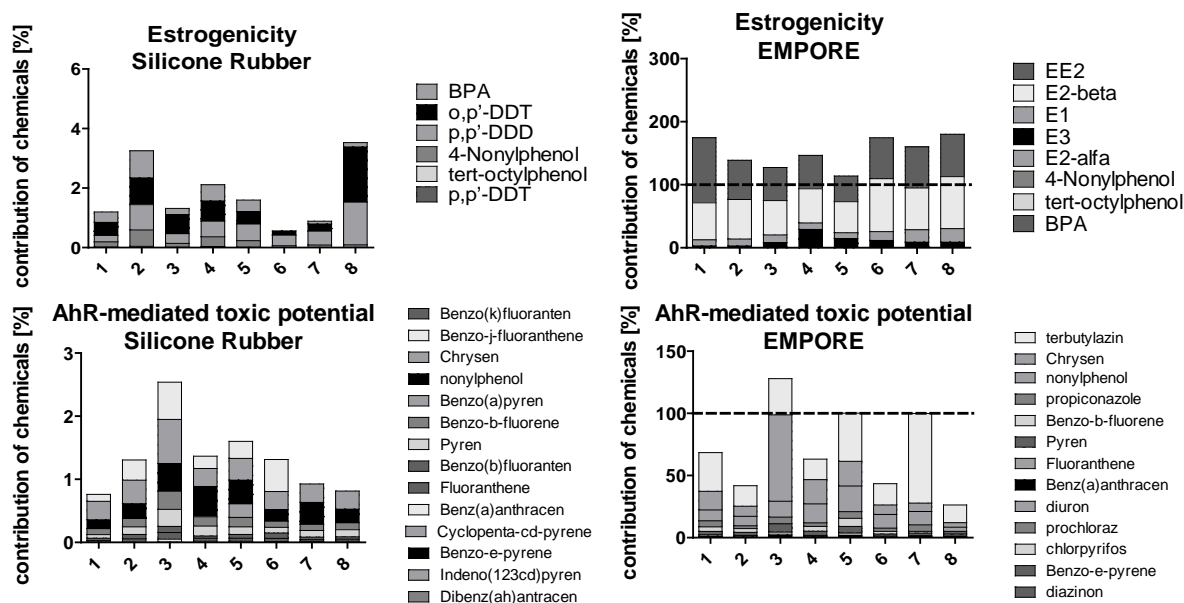 Estrogenicity
Silicone Rubber
contribution of chemicals [%]
6
4
2
0
1 2 3 4 5 6 7 8
BPA
o,p'-DDT
p,p'-DDD
4-Nonylphenol
tert-octylphenol
p,p'-DDT
Estrogenicity
EMPORE
contribution of chemicals [%]
300
200
100
0
1 2 3 4 5 6 7 8
EE2
E2-beta
E1
E3
E2-alfa
4-Nonylphenol
tert-octylphenol
BPA
AhR-mediated toxic potential
Silicone Rubber
contribution of chemicals [%]
3
2
1
0
1 2 3 4 5 6 7 8
Benzo(k)fluoranten
Benzo-j-fluoranthene
Chrysen
nonylphenol
Benzo(a)pyren
Benzo-b-fluorene
Pyren
Benzo(b)fluoranten
Fluoranthene
Benz(a)anthracen
Cyclopenta-cd-pyrene
Benzo-e-pyrene
Indeno(123cd)pyren
Dibenz(ah)antracen
AhR-mediated toxic potential
EMPORE
contribution of chemicals [%]
150
100
50
0
1 2 3 4 5 6 7 8
terbutylazin
Chrysen
nonylphenol
propiconazole
Benzo-b-fluorene
Pyren
Fluoranthene
Benz(a)anthracen
diuron
prochloraz
chlorpyrifos
Benzo-e-pyrene
diazinon